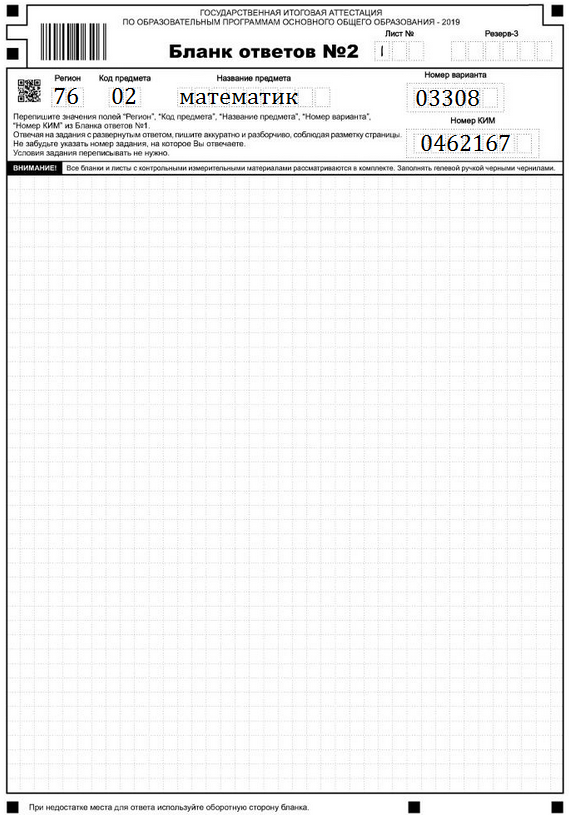 ГОСУДАРСТВЕННАЯ ИТОГОВАЯ АТТЕСТАЦИЯ
ПО ОБРАЗОВАТЕЛЬНЫМ ПРОГРАММАМ ОСНОВНОГО ОБЩЕГО ОБРАЗОВАНИЯ - 2019
Бланк ответов №2
Лист №
1
Резерв-3
Регион
76
Код предмета
02
Название предмета
математик
Номер варианта
03308
Номер КИМ
0462167
Перепишите значения полей "Регион", "Код предмета", "Название предмета", "Номер варианта",
"Номер КИМ" из Бланка ответов №1.
Отвечая на задания с развернутым ответом, пишите аккуратно и разборчиво, соблюдая разметку страницы.
Не забудьте указать номер задания, на которое Вы отвечаете.
Условия задания переписывать не нужно.
ВНИМАНИЕ! Все бланки и листы с контрольными измерительными материалами рассматриваются в комплекте. Заполнять гелевой ручкой черными чернилами.
При недостатке места для ответа используйте оборотную сторону бланка.